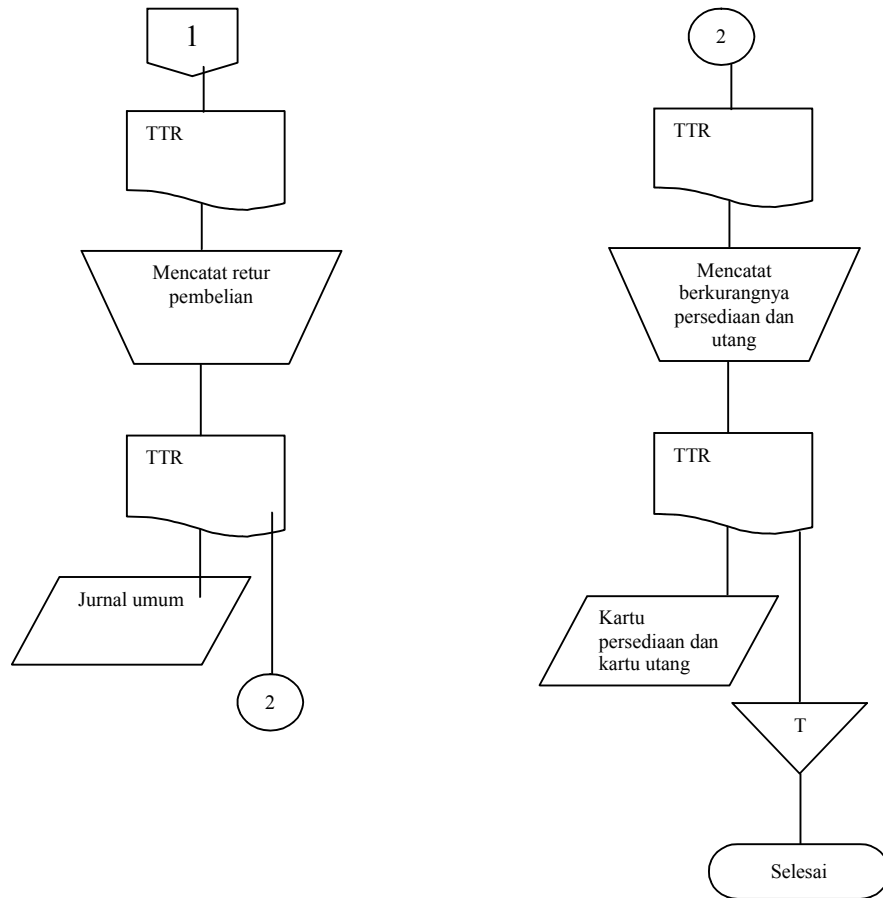 1
TTR
Mencatat retur
pembelian
TTR
Jurnal umum
2
2
TTR
Mencatat
berkurangnya
persediaan dan
utang
TTR
Kartu
persediaan dan
kartu utang
T
Selesai